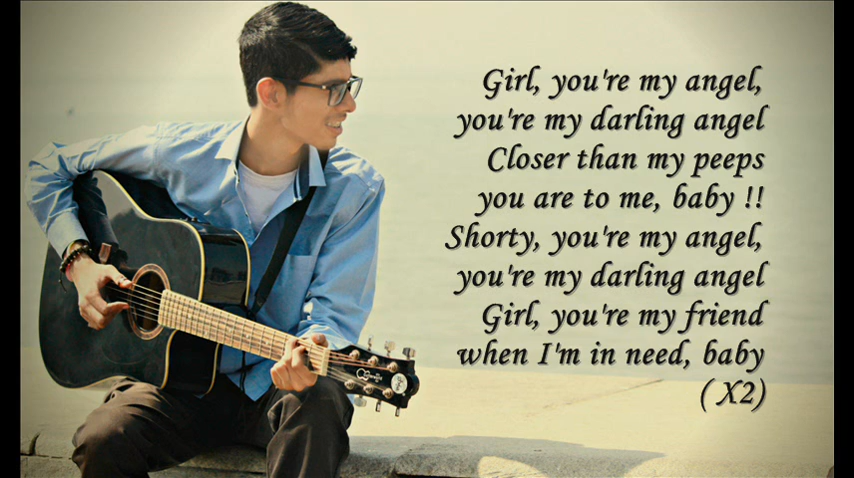 Girl, you're my angel,
you're my darling angel
Closer than my peeps
you are to me, baby !!
Shorty, you're my angel,
you're my darling angel
Girl, you're my friend
when I'm in need, baby
( X2)